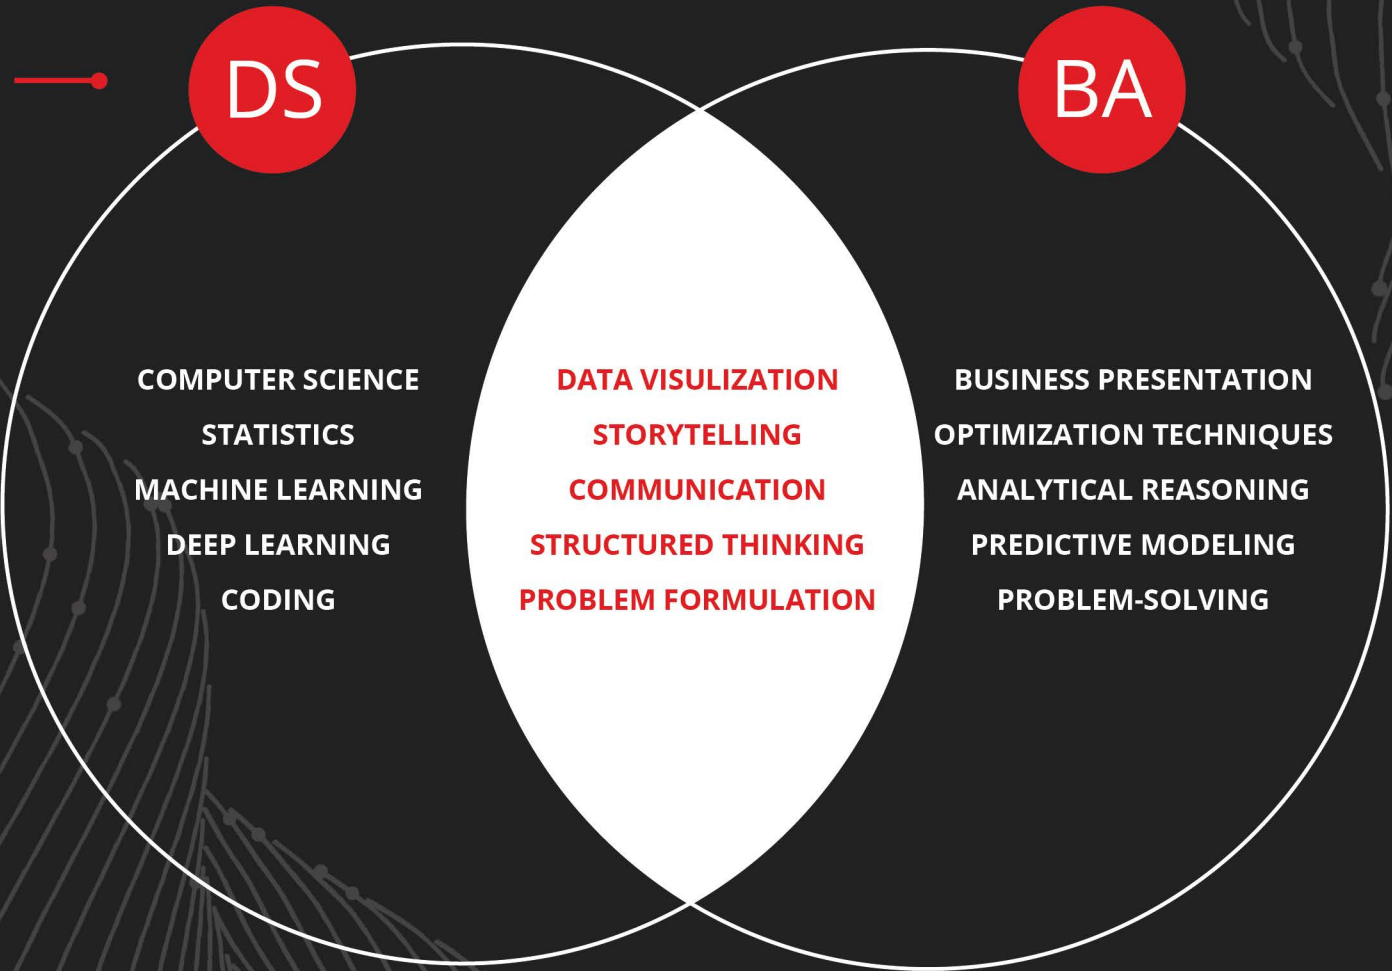 DS
BA
COMPUTER SCIENCE
STATISTICS
MACHINE LEARNING
DEEP LEARNING
CODING
DATA VISULIZATION
STORYTELLING
COMMUNICATION
STRUCTURED THINKING
PROBLEM FORMULATION
BUSINESS PRESENTATION
OPTIMIZATION TECHNIQUES
ANALYTICAL REASONING
PREDICTIVE MODELING
PROBLEM-SOLVING